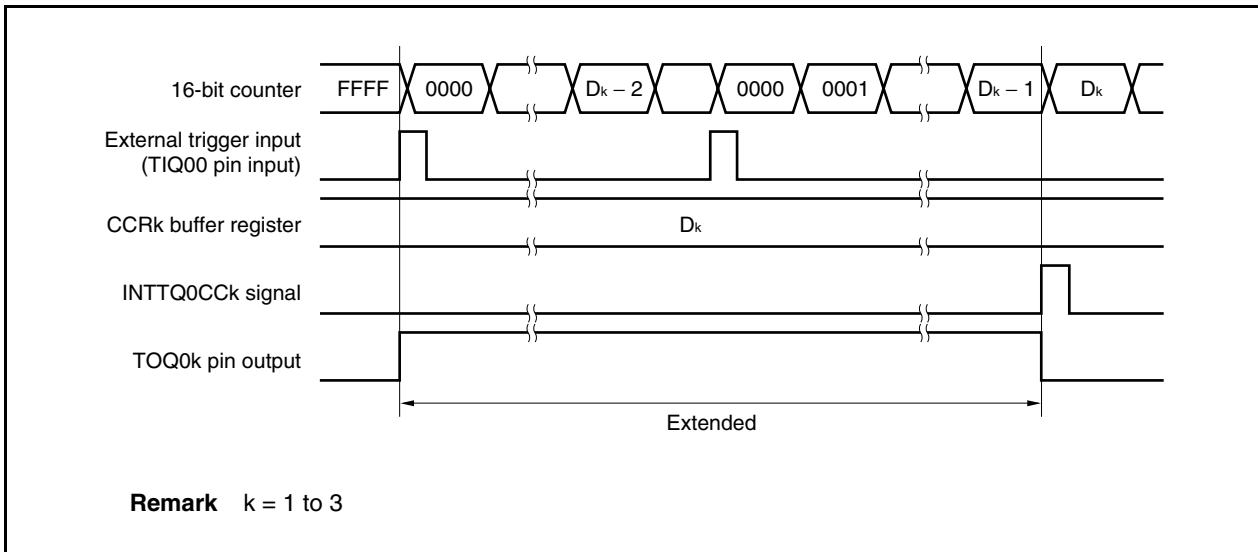 16-bit counter FFFF 0000 Dk − 2 0000 0001 Dk − 1 Dk
External trigger input
(TIQ00 pin input)
CCRk buffer register Dk
INTTQ0CCk signal
TOQ0k pin output
Extended
Remark k = 1 to 3